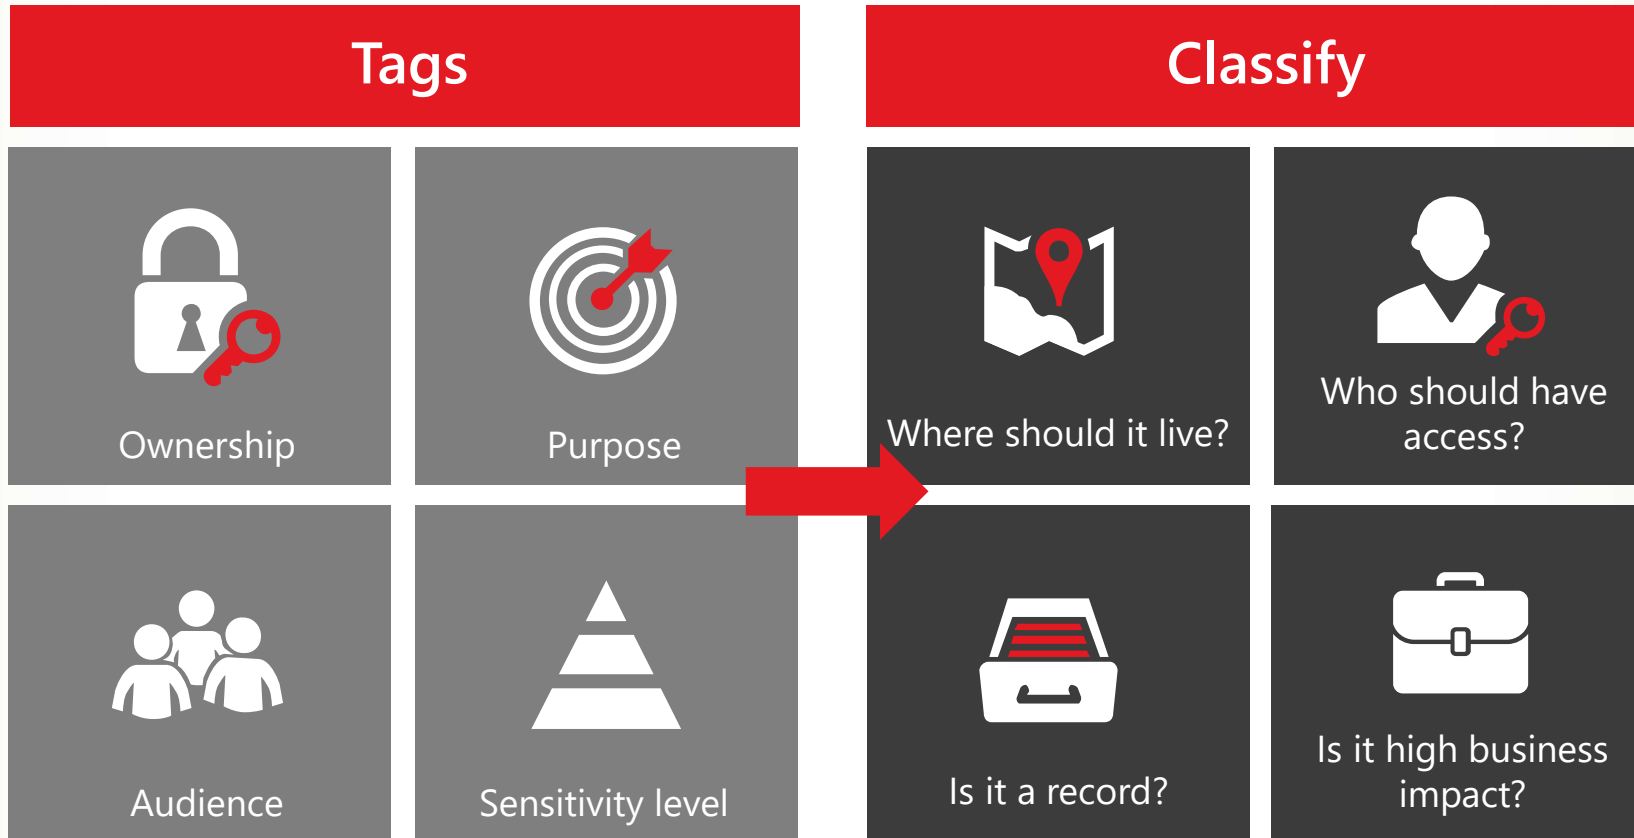 Tags
Ownership
Purpose
Audience
Sensitivity level
Classify
Where should it live?
Who should have
access?
Is it a record?
Is it high business
impact?